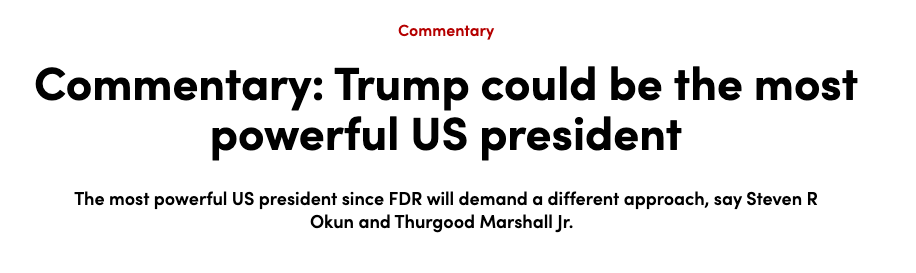 Commentary
Commentary: Trump could be the most
powerful US president
The most powerful US president since FDR will demand a different approach, say Steven R
Okun and Thurgood Marshall Jr.